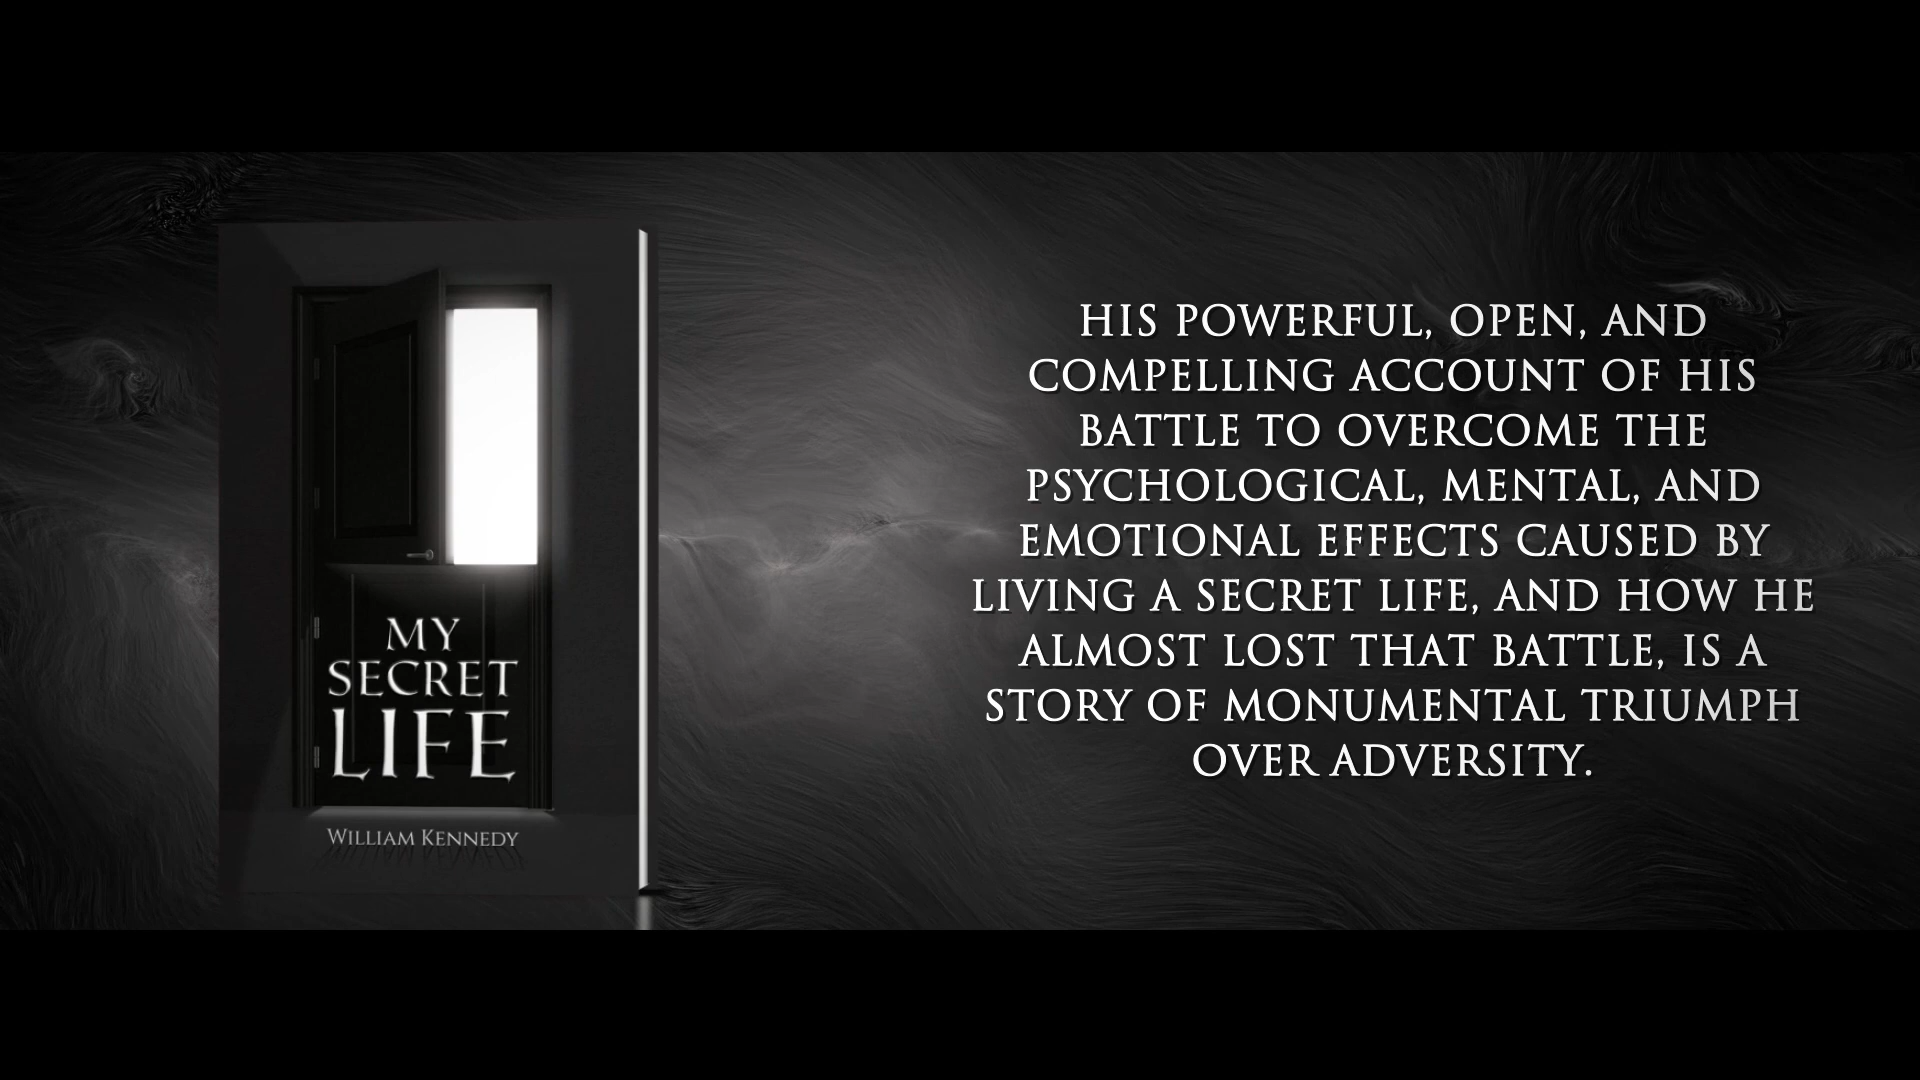 MY
SECRET
LIFE
WILLIAM KENNEDY
HIS POWERFUL, OPEN, AND
COMPELLING ACCOUNT OF HIS
BATTLE TO OVERCOME THE
PSYCHOLOGICAL, MENTAL, AND
EMOTIONAL EFFECTS CAUSED BY
LIVING A SECRET LIFE, AND HOW HE
ALMOST LOST THAT BATTLE, IS A
STORY OF MONUMENTAL TRIUMPH
OVER ADVERSITY.